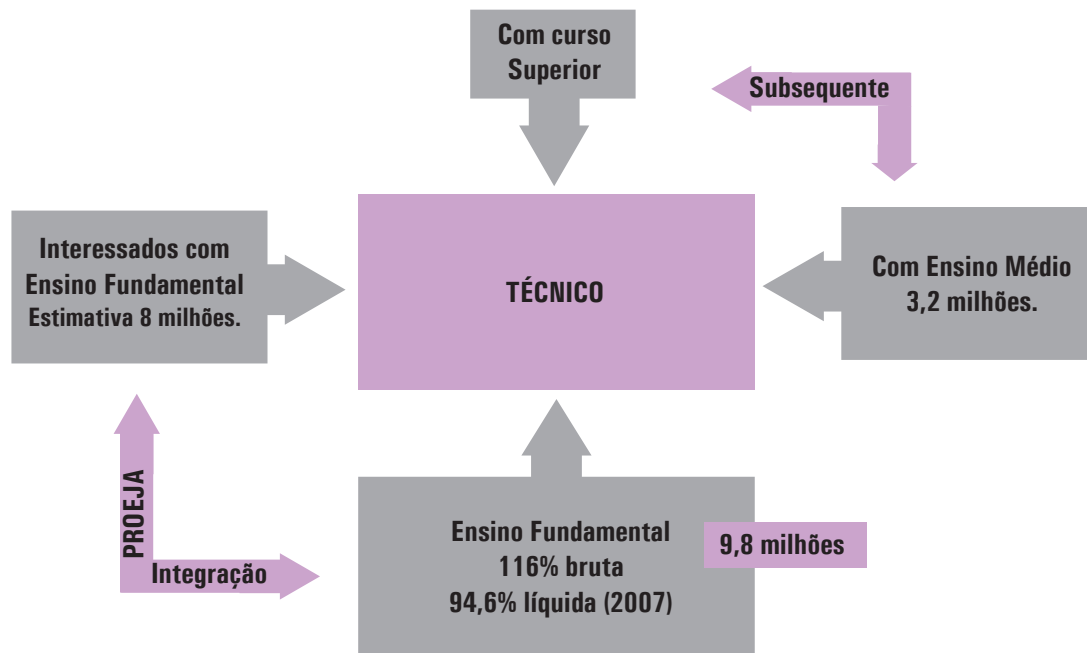 Com curso
Superior
Subsequente
Interessados com
Ensino Fundamental
Estimativa 8 milhões.
TÉCNICO
Com Ensino Médio
3,2 milhões.
PROEJA
Integração
Ensino Fundamental
116% bruta
94,6% líquida (2007)
9,8 milhões